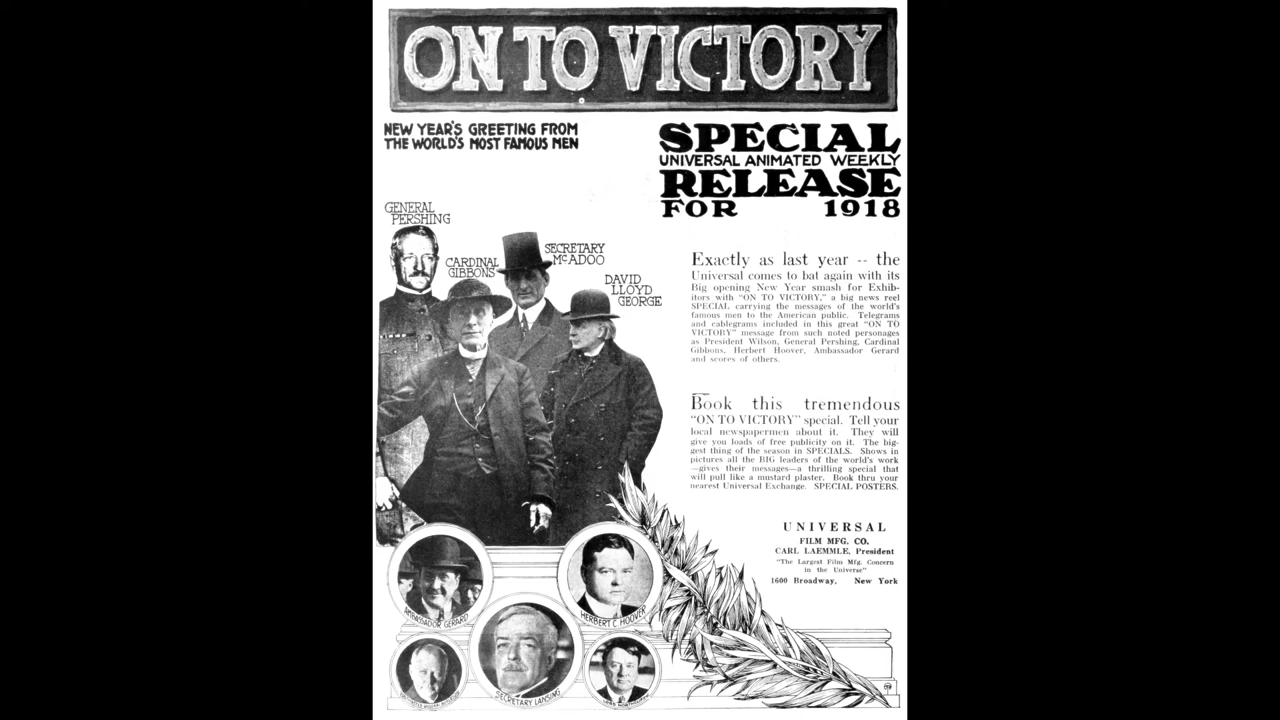 ON TO VICTORY
NEW YEAR'S GREETING FROM
THE WORLD'S MOST FAMOUS MEN
SPECIAL
UNIVERSAL ANIMATED WEEKLY
RELEASE
FOR 1918
GENERAL
PERSHING
CARDINAL
GIBBONS
SECRETARY
McADOO
DAVID
LLOYD
GEORGE
Exactly as last year -- the
Universal comes to bat again with its
Big opening New Year smash for Exhib-
itors with "ON TO VICTORY," a big news reel
SPECIAL carrying the messages of the world's
famous men to the American public. Telegrams
and cablegrams included in this great "ON TO
VICTORY" message from such noted personages
as President Wilson, General Pershing, Cardinal
Gibbons, Herbert Hoover, Ambassador Gerard
and scores of others.
Book this tremendous
"ON TO VICTORY" special. Tell your
local newspapermen about it. They will
give you loads of free publicity on it. The big-
gest thing of the season in SPECIALS. Shows in
pictures all the BIG leaders of the world's work
—gives their messages—a thrilling special that
will pull like a mustard plaster. Book thru your
nearest Universal Exchange. SPECIAL POSTERS.
UNIVERSAL
FILM MFG. CO.
CARL LAEMMLE, President
"The Largest Film Mfg. Concern
in the Universe"
1600 Broadway, New York
AMBASSADOR GERARD
HERBERT C. HOOVER
SECRETARY LANSING
LORD NORTHCLIFFE